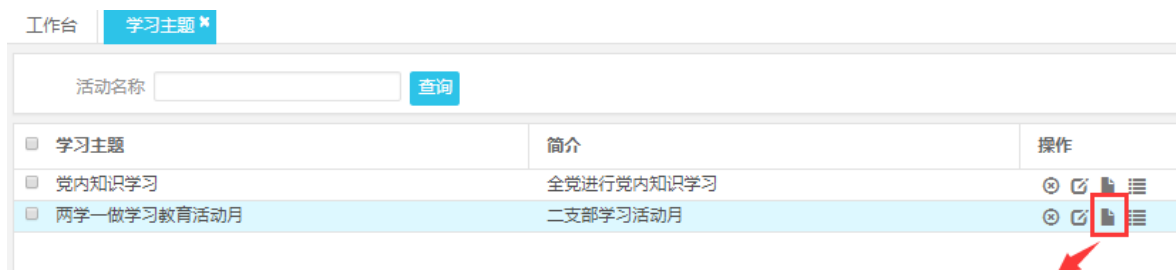 工作台 学习主题
活动名称 查询
学习主题 简介 操作
党内知识学习 全党进行党内知识学习
两学一做学习教育活动月 二支部学习活动月